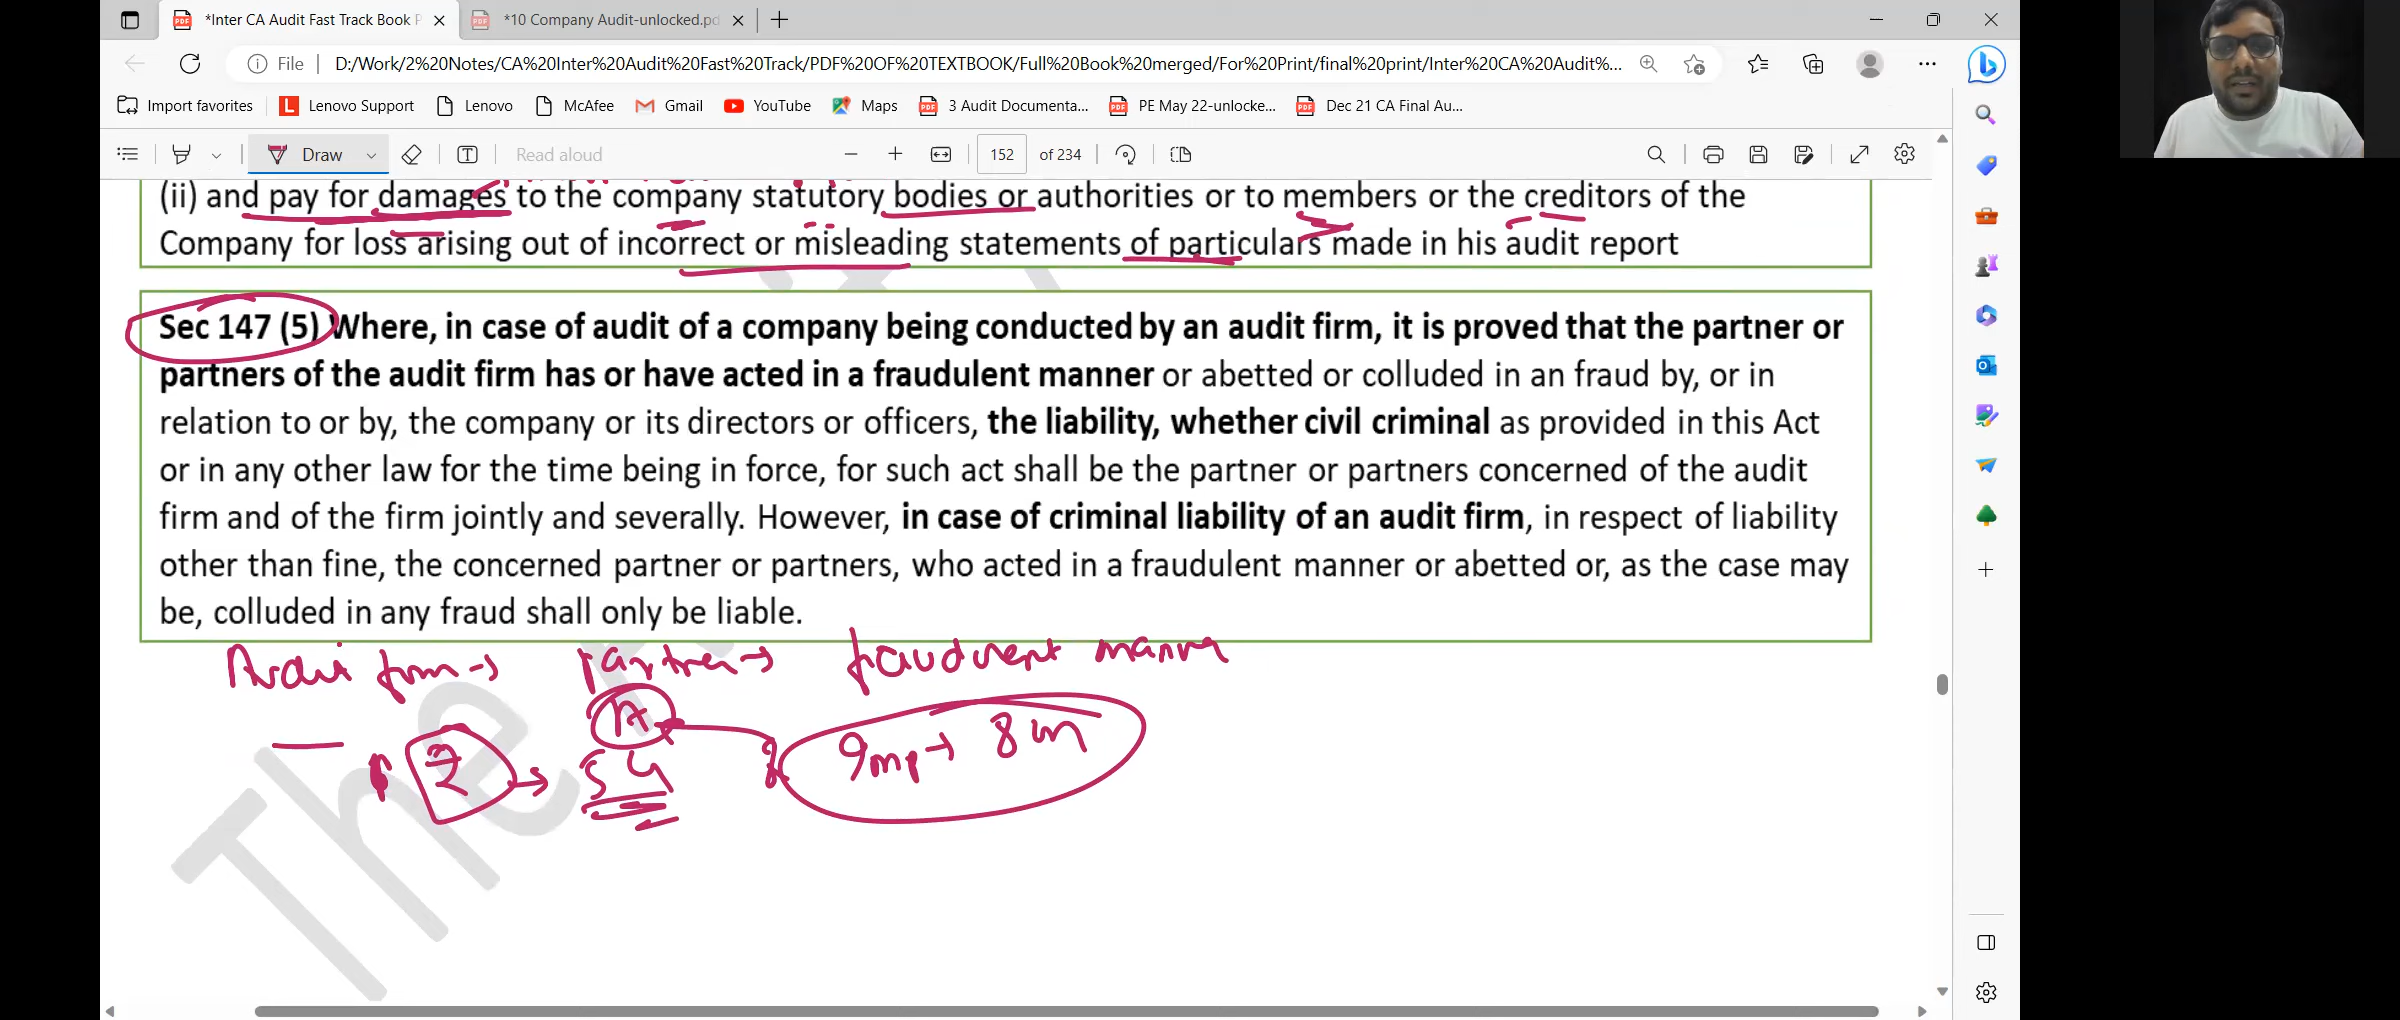 *Inter CA Audit Fast Track Book P
*10 Company Audit-unlocked.pd
File | D:/Work/2%20Notes/CA%20Inter%20Audit%20Fast%20Track/PDF%20OF%20TEXTBOOK/Full%20Book%20merged/For%20Print/final%20print/Inter%20CA%20Audit%...
Import favorites Lenovo Support Lenovo McAfee Gmail YouTube Maps 3 Audit Documenta... PE May 22-unlocke... Dec 21 CA Final Au...
Draw Read aloud 152 of 234
(ii) and pay for damages to the company statutory bodies or authorities or to members or the creditors of the
Company for loss arising out of incorrect or misleading statements of particulars made in his audit report
Sec 147 (5) Where, in case of audit of a company being conducted by an audit firm, it is proved that the partner or
partners of the audit firm has or have acted in a fraudulent manner or abetted or colluded in an fraud by, or in
relation to or by, the company or its directors or officers, the liability, whether civil criminal as provided in this Act
or in any other law for the time being in force, for such act shall be the partner or partners concerned of the audit
firm and of the firm jointly and severally. However, in case of criminal liability of an audit firm, in respect of liability
other than fine, the concerned partner or partners, who acted in a fraudulent manner or abetted or, as the case may
be, colluded in any fraud shall only be liable.
Audit firm → partner →
The